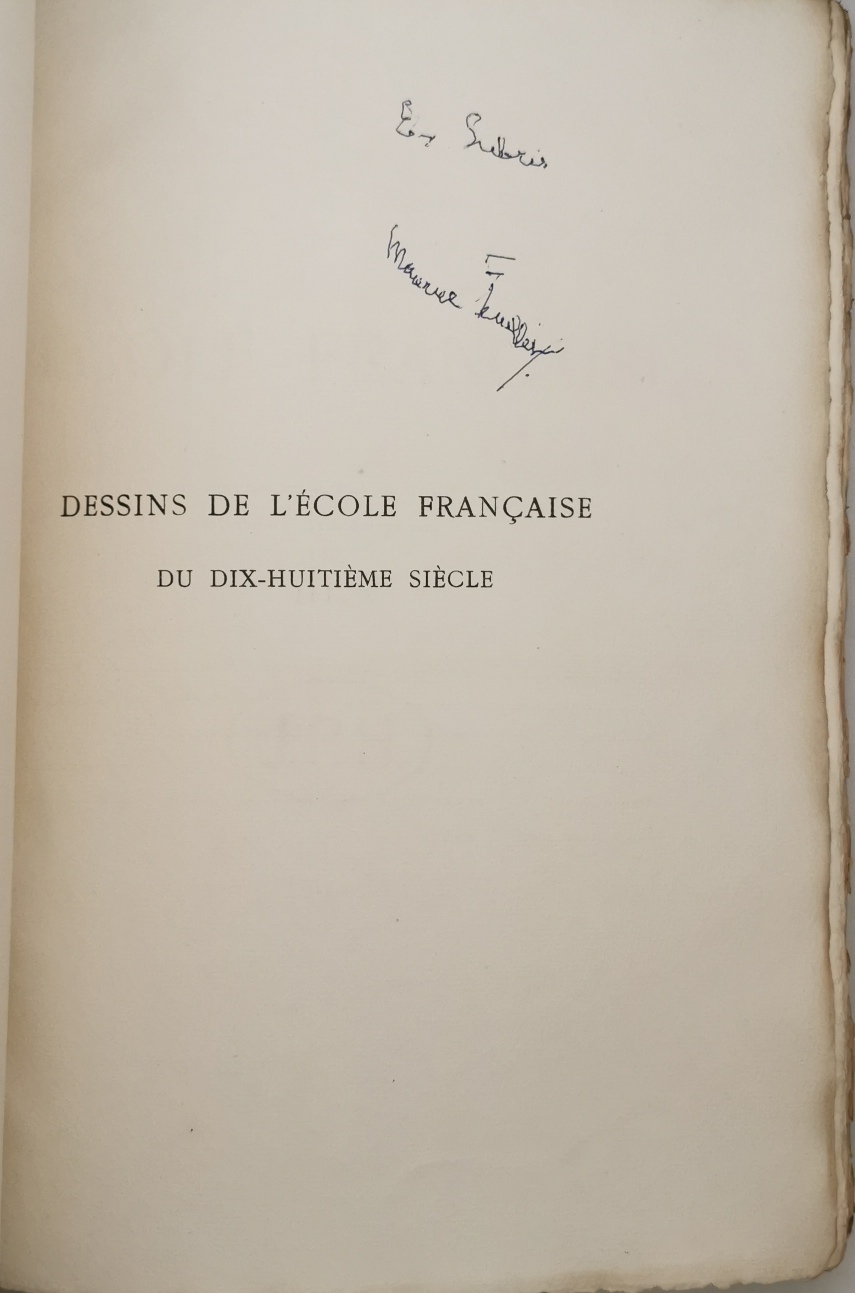 Ex Libris
Maurice
DESSINS DE L'ÉCOLE FRANÇAISE
DU DIX-HUITIÈME SIÈCLE